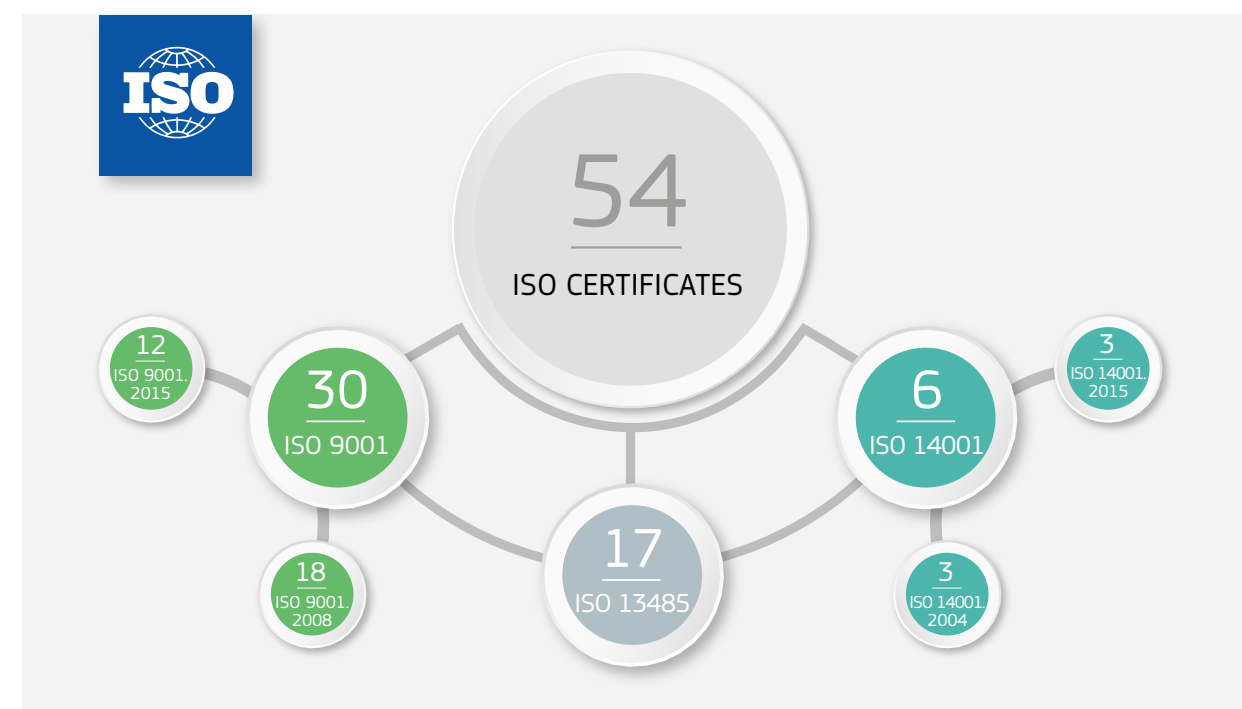 ISO
54
ISO CERTIFICATES
12
ISO 9001.
2015
30
ISO 9001
18
ISO 9001.
2008
17
ISO 13485
6
ISO 14001
3
ISO 14001.
2015
3
ISO 14001.
2004